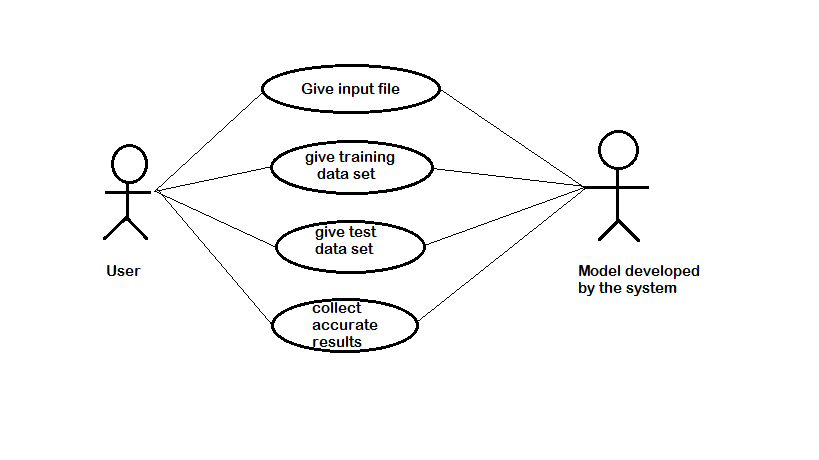 Give input file
give training
data set
give test
data set
collect
accurate
results
User
Model developed
by the system